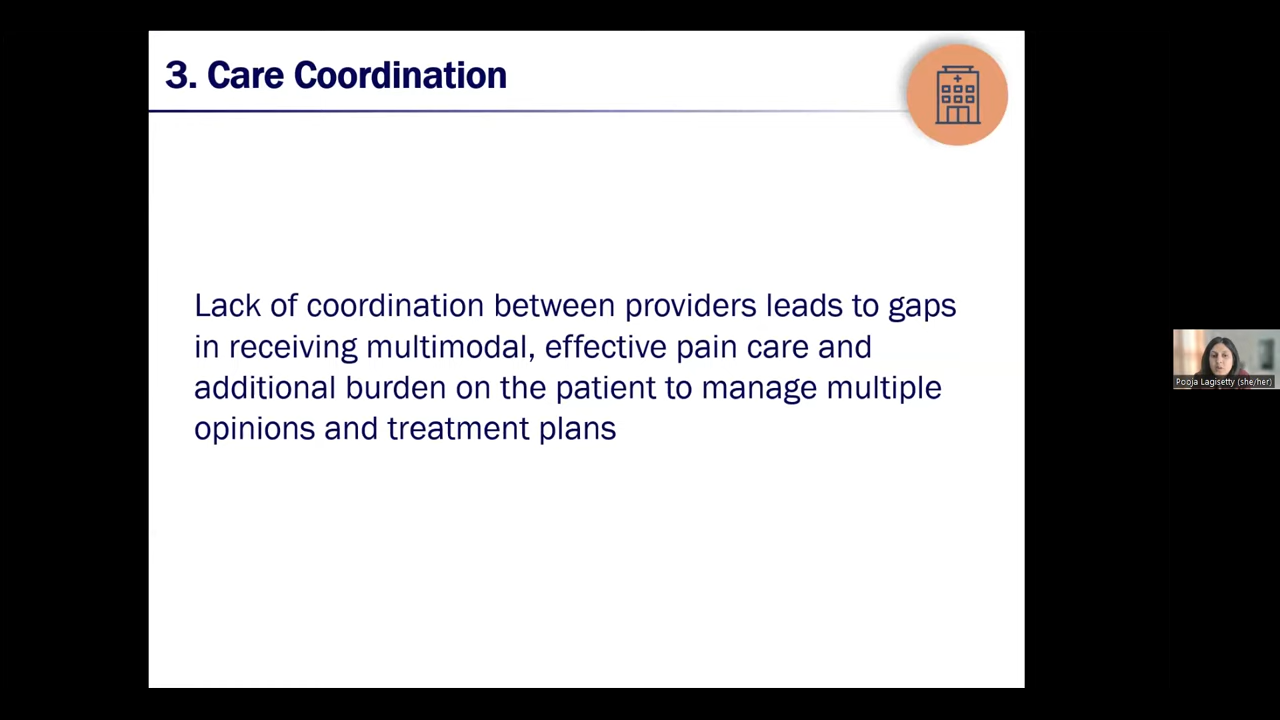 3. Care Coordination
Lack of coordination between providers leads to gaps
in receiving multimodal, effective pain care and
additional burden on the patient to manage multiple
opinions and treatment plans
Pooja Lagisetty (she/her)